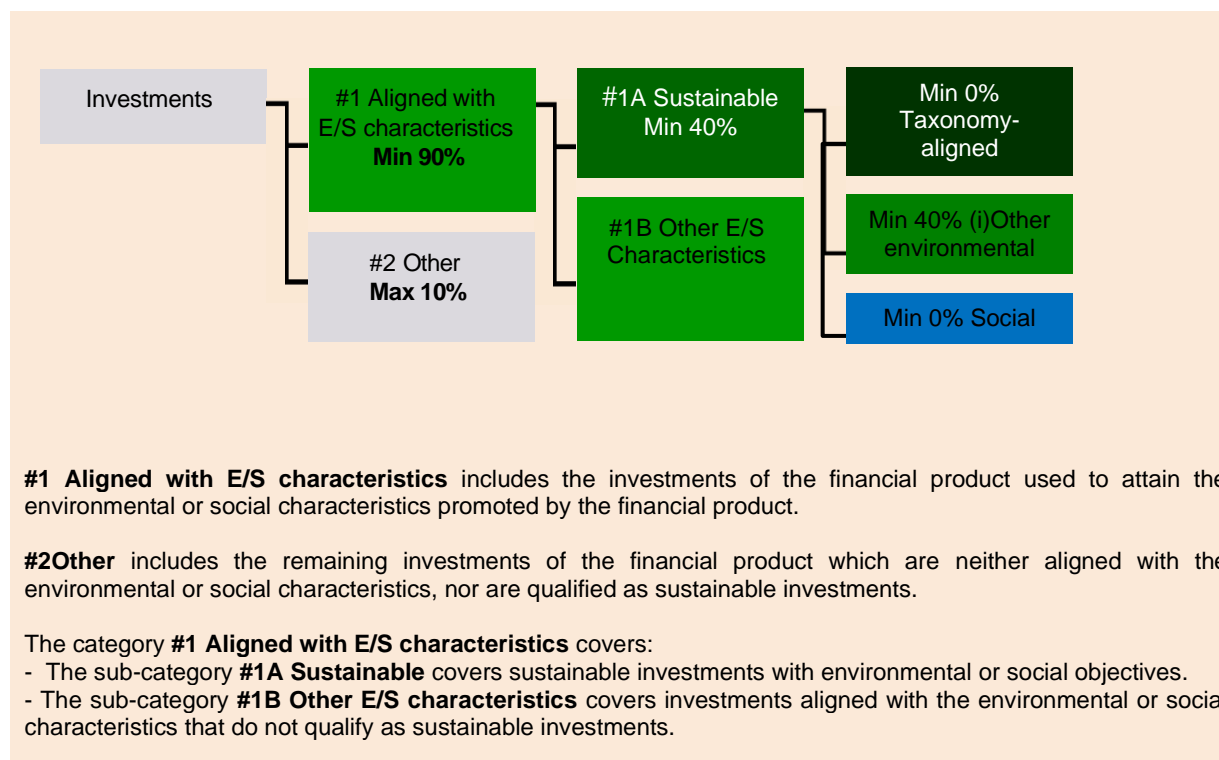 Investments
#1 Aligned with
E/S characteristics
Min 90%
#2 Other
Max 10%
#1A Sustainable
Min 40%
#1B Other E/S
Characteristics
Min 0%
Taxonomy-
aligned
Min 40% (i)Other
environmental
Min 0% Social
#1 Aligned with E/S characteristics includes the investments of the financial product used to attain the
environmental or social characteristics promoted by the financial product.
#2Other includes the remaining investments of the financial product which are neither aligned with the
environmental or social characteristics, nor are qualified as sustainable investments.
The category #1 Aligned with E/S characteristics covers:
- The sub-category #1A Sustainable covers sustainable investments with environmental or social objectives.
- The sub-category #1B Other E/S characteristics covers investments aligned with the environmental or social
characteristics that do not qualify as sustainable investments.